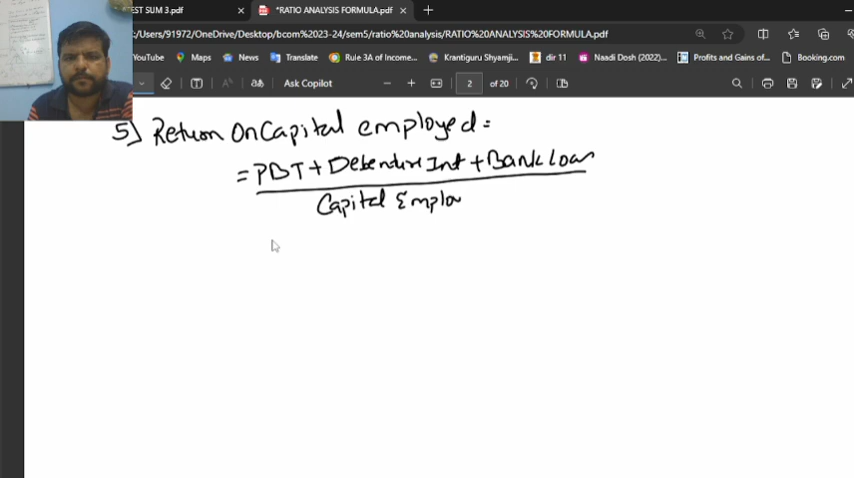 EST SUM 3.pdf
*RATIO ANALYSIS FORMULA.pdf
:/Users/91972/OneDrive/Desktop/bcom%2023-24/sem5/ratio%20analysis/RATIO%20ANALYSIS%20FORMULA.pdf
YouTube Maps News Translate Rule 3A of Income... Krantiguru Shyamji... dir 11 Naadi Dosh (2022)... Profits and Gains of... Booking.com
aあ Ask Copilot 2 of 20
5) Return On Capital employed =
= PBT + Debenture Int + Bank Loan
Capital Emplo